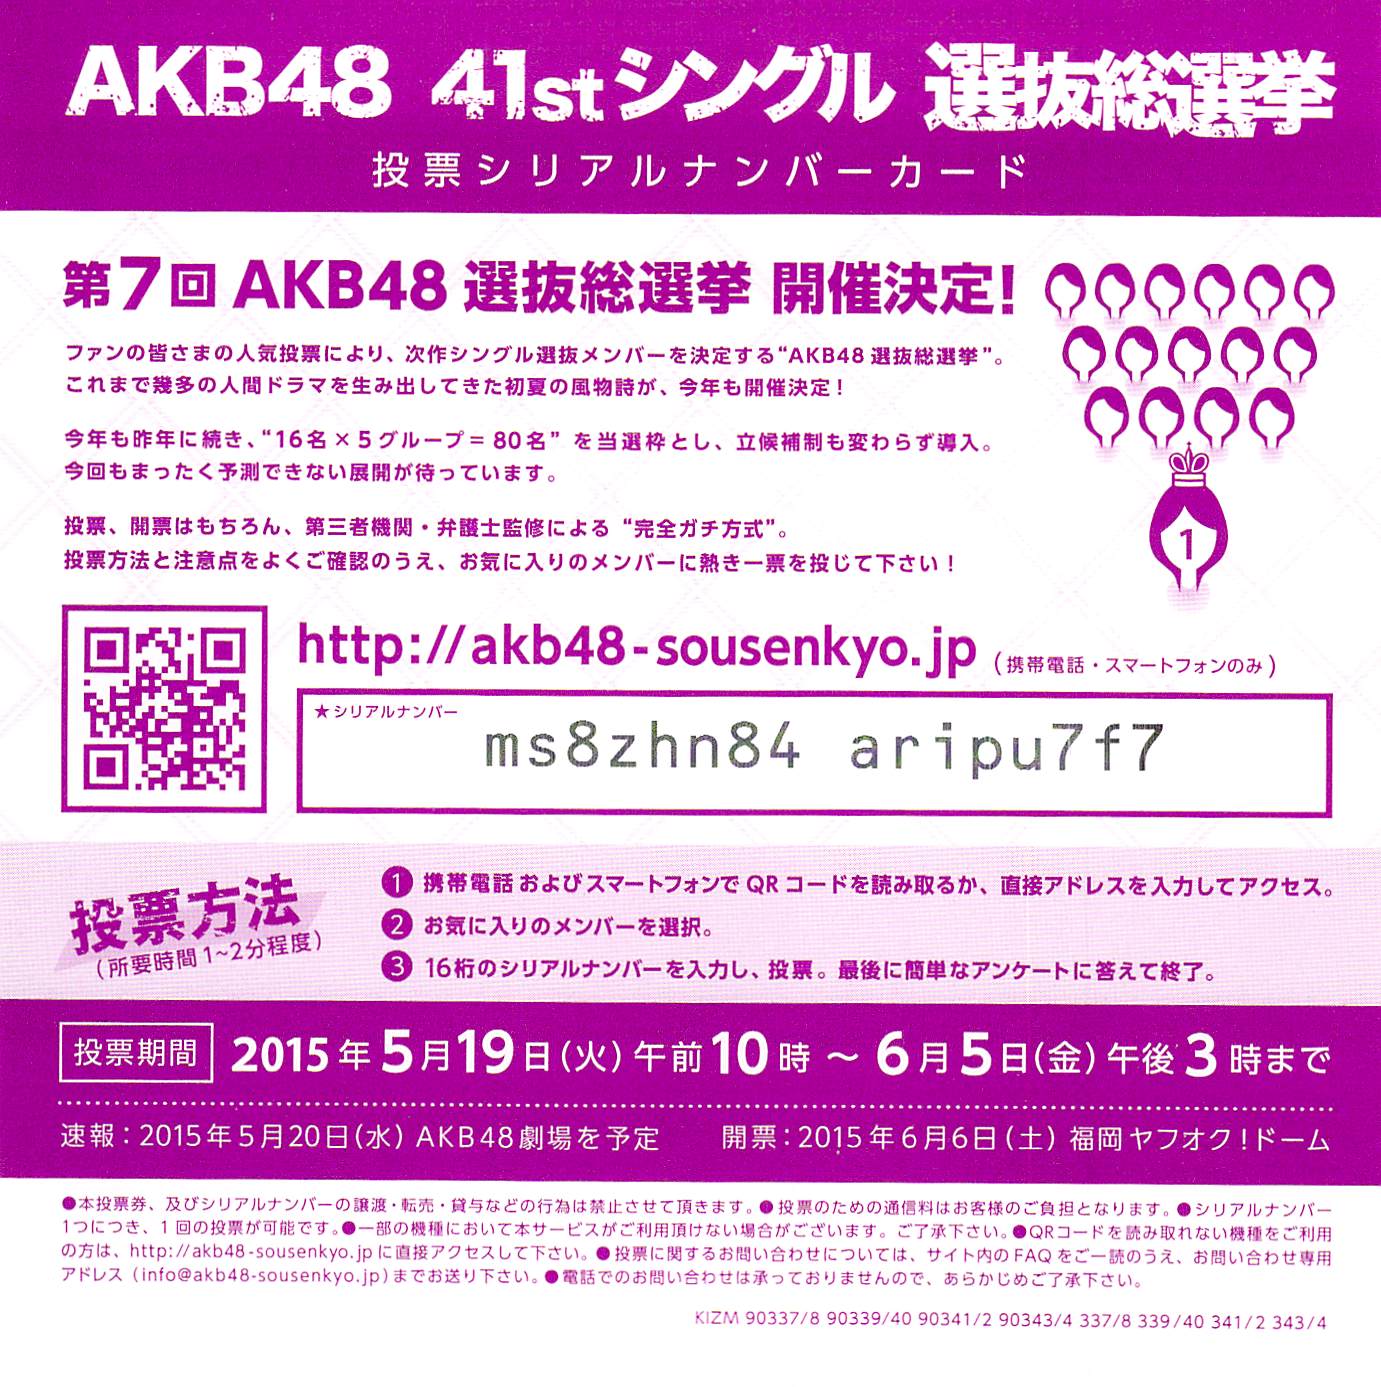 AKB48 41stシングル 選抜総選挙
投票シリアルナンバーカード
第7回 AKB48 選抜総選挙 開催決定!
ファンの皆さまの人気投票により、次作シングル選抜メンバーを決定する“AKB48 選抜総選挙”。
これまで幾多の人間ドラマを生み出してきた初夏の風物詩が、今年も開催決定!
今年も昨年に続き、“16名×5グループ=80名” を当選枠とし、立候補制も変わらず導入。
今回もまったく予測できない展開が待っています。
投票、開票はもちろん、第三者機関・弁護士監修による “完全ガチ方式”。
投票方法と注意点をよくご確認のうえ、お気に入りのメンバーに熱き一票を投じて下さい!
1
http://akb48-sousenkyo.jp (携帯電話・スマートフォンのみ)
★シリアルナンバー
ms8zhn84 aripu7f7
投票方法
(所要時間1~2分程度)
1 携帯電話およびスマートフォンでQRコードを読み取るか、直接アドレスを入力してアクセス。
2 お気に入りのメンバーを選択。
3 16桁のシリアルナンバーを入力し、投票。最後に簡単なアンケートに答えて終了。
投票期間 2015年5月19日(火)午前10時 ～ 6月5日(金)午後3時まで
速報:2015年5月20日(水) AKB48劇場を予定 開票:2015年6月6日(土) 福岡ヤフオク!ドーム
●本投票券、及びシリアルナンバーの譲渡・転売・貸与などの行為は禁止させて頂きます。●投票のための通信料はお客様のご負担となります。●シリアルナンバー
1つにつき、1回の投票が可能です。●一部の機種において本サービスがご利用頂けない場合がございます。ご了承下さい。●QRコードを読み取れない機種をご利用
の方は、http://akb48-sousenkyo.jpに直接アクセスして下さい。●投票に関するお問い合わせについては、サイト内のFAQをご一読のうえ、お問い合わせ専用
アドレス(info@akb48-sousenkyo.jp)までお送り下さい。●電話でのお問い合わせは承っておりませんので、あらかじめご了承下さい。
KIZM 90337/8 90339/40 90341/2 90343/4 337/8 339/40 341/2 343/4